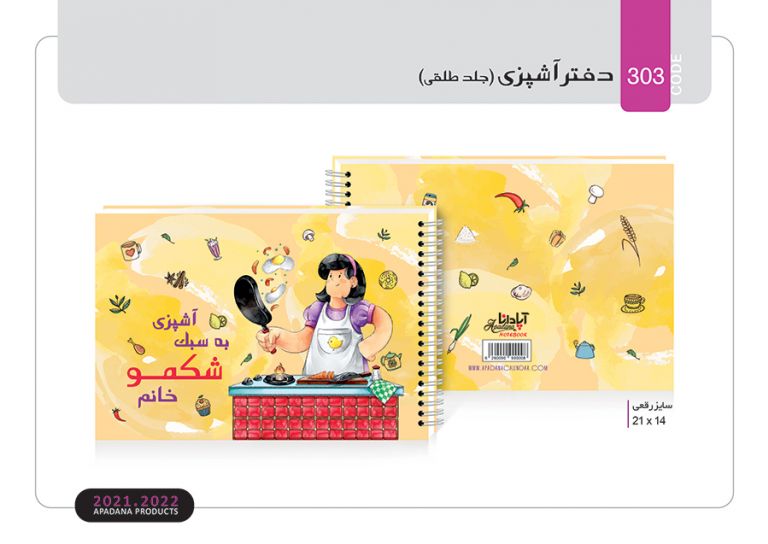 دفتر آشپزی (جلد طلقی)
303
CODE
آشپزی
به سبک
شکمو
خانم
آپادانا
Apadana
NOTEBOOK
WWW.APADANACALENDAR.COM
سایز رقعی
21 x 14
2021.2022
APADANA PRODUCTS